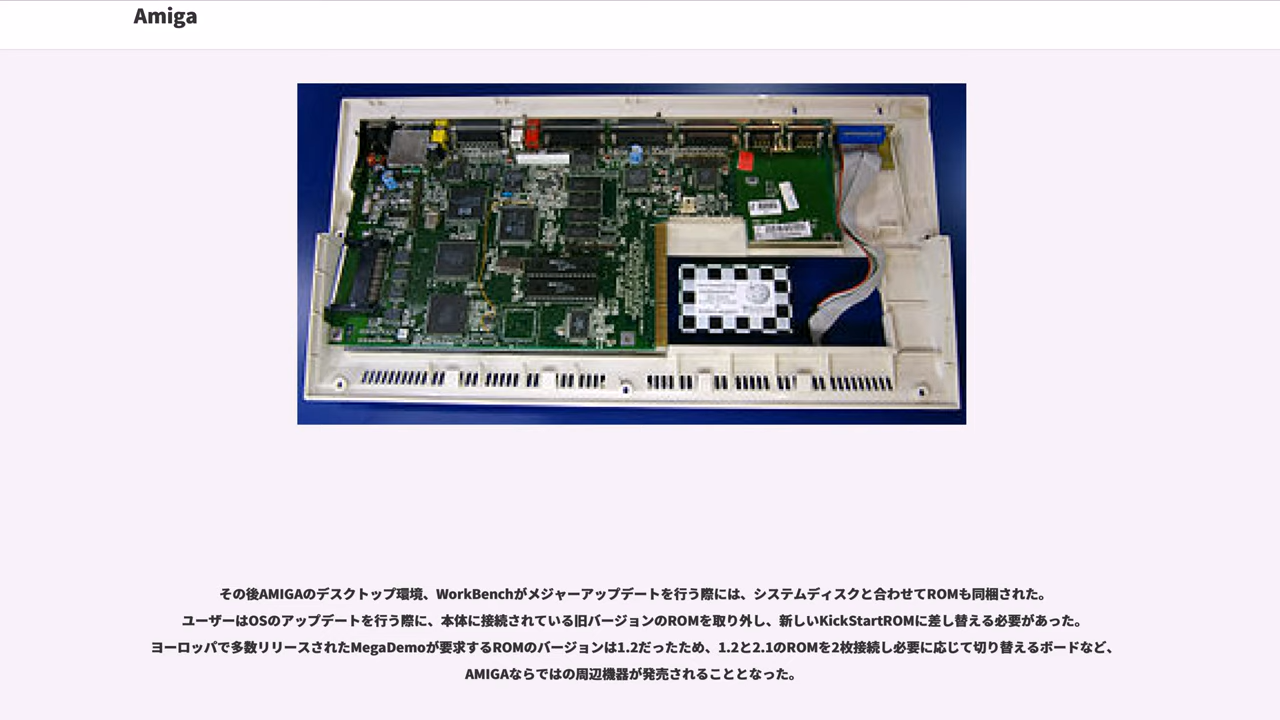 Amiga
その後AMIGAのデスクトップ環境、WorkBenchがメジャーアップデートを行う際には、システムディスクと合わせてROMも同梱された。
ユーザーはOSのアップデートを行う際に、本体に接続されている旧バージョンのROMを取り外し、新しいKickStartROMに差し替える必要があった。
ヨーロッパで多数リリースされたMegaDemoが要求するROMのバージョンは1.2だったため、1.2と2.1のROMを2枚接続し必要に応じて切り替えるボードなど、
AMIGAならではの周辺機器が発売されることとなった。